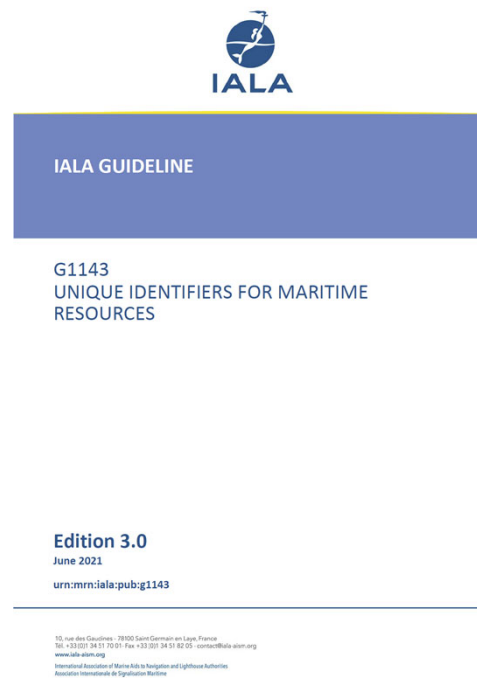 IALA
IALA GUIDELINE
G1143
UNIQUE IDENTIFIERS FOR MARITIME
RESOURCES
Edition 3.0
June 2021
urn:mrn:iala:pub:g1143
10, rue des Gaudines - 78100 Saint Germain en Laye, France
Tél. +33 (0)1 34 51 70 01- Fax +33 (0)1 34 51 82 05 - contact@iala-aism.org
www.iala-aism.org
International Association of Marine Aids to Navigation and Lighthouse Authorities
Association Internationale de Signalisation Maritime